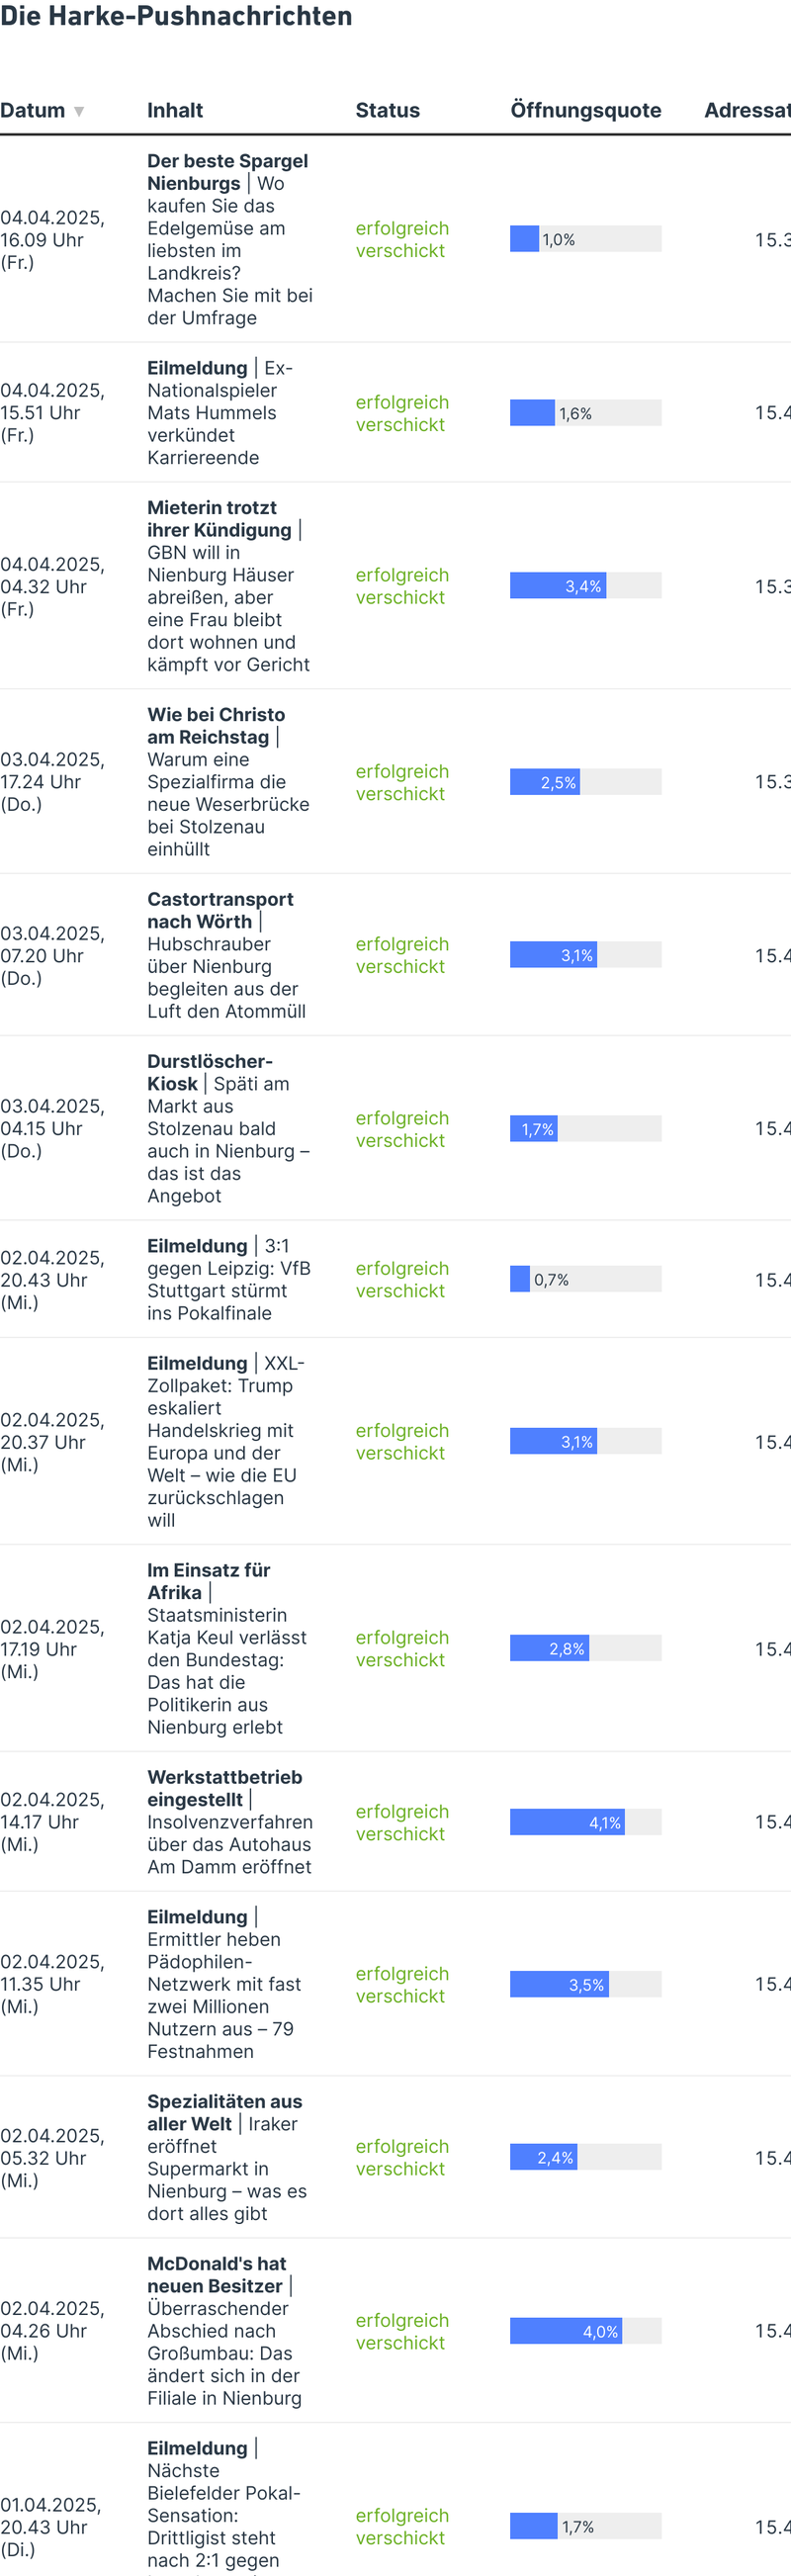 Die Harke-Pushnachrichten
Datum ▼ Inhalt Status Öffnungsquote Adressat
04.04.2025,
16.09 Uhr
(Fr.)
Der beste Spargel
Nienburgs | Wo
kaufen Sie das
Edelgemüse am
liebsten im
Landkreis?
Machen Sie mit bei
der Umfrage
erfolgreich
verschickt
1,0%
15.3
04.04.2025,
15.51 Uhr
(Fr.)
Eilmeldung | Ex-
Nationalspieler
Mats Hummels
verkündet
Karriereende
erfolgreich
verschickt
1,6%
15.4
04.04.2025,
04.32 Uhr
(Fr.)
Mieterin trotzt
ihrer Kündigung |
GBN will in
Nienburg Häuser
abreißen, aber
eine Frau bleibt
dort wohnen und
kämpft vor Gericht
erfolgreich
verschickt
3,4%
15.3
03.04.2025,
17.24 Uhr
(Do.)
Wie bei Christo
am Reichstag |
Warum eine
Spezialfirma die
neue Weserbrücke
bei Stolzenau
einhüllt
erfolgreich
verschickt
2,5%
15.3
03.04.2025,
07.20 Uhr
(Do.)
Castortransport
nach Wörth |
Hubschrauber
über Nienburg
begleiten aus der
Luft den Atommüll
erfolgreich
verschickt
3,1%
15.4
03.04.2025,
04.15 Uhr
(Do.)
Durstlöscher-
Kiosk | Späti am
Markt aus
Stolzenau bald
auch in Nienburg –
das ist das
Angebot
erfolgreich
verschickt
1,7%
15.4
02.04.2025,
20.43 Uhr
(Mi.)
Eilmeldung | 3:1
gegen Leipzig: VfB
Stuttgart stürmt
ins Pokalfinale
erfolgreich
verschickt
0,7%
15.4
02.04.2025,
20.37 Uhr
(Mi.)
Eilmeldung | XXL-
Zollpaket: Trump
eskaliert
Handelskrieg mit
Europa und der
Welt – wie die EU
zurückschlagen
will
erfolgreich
verschickt
3,1%
15.4
02.04.2025,
17.19 Uhr
(Mi.)
Im Einsatz für
Afrika |
Staatsministerin
Katja Keul verlässt
den Bundestag:
Das hat die
Politikerin aus
Nienburg erlebt
erfolgreich
verschickt
2,8%
15.4
02.04.2025,
14.17 Uhr
(Mi.)
Werkstattbetrieb
eingestellt |
Insolvenzverfahren
über das Autohaus
Am Damm eröffnet
erfolgreich
verschickt
4,1%
15.4
02.04.2025,
11.35 Uhr
(Mi.)
Eilmeldung |
Ermittler heben
Pädophilen-
Netzwerk mit fast
zwei Millionen
Nutzern aus – 79
Festnahmen
erfolgreich
verschickt
3,5%
15.4
02.04.2025,
05.32 Uhr
(Mi.)
Spezialitäten aus
aller Welt | Iraker
eröffnet
Supermarkt in
Nienburg – was es
dort alles gibt
erfolgreich
verschickt
2,4%
15.4
02.04.2025,
04.26 Uhr
(Mi.)
McDonald's hat
neuen Besitzer |
Überraschender
Abschied nach
Großumbau: Das
ändert sich in der
Filiale in Nienburg
erfolgreich
verschickt
4,0%
15.4
01.04.2025,
20.43 Uhr
(Di.)
Eilmeldung |
Nächste
Bielefelder Pokal-
Sensation:
Drittligist steht
nach 2:1 gegen
erfolgreich
verschickt
1,7%
15.4